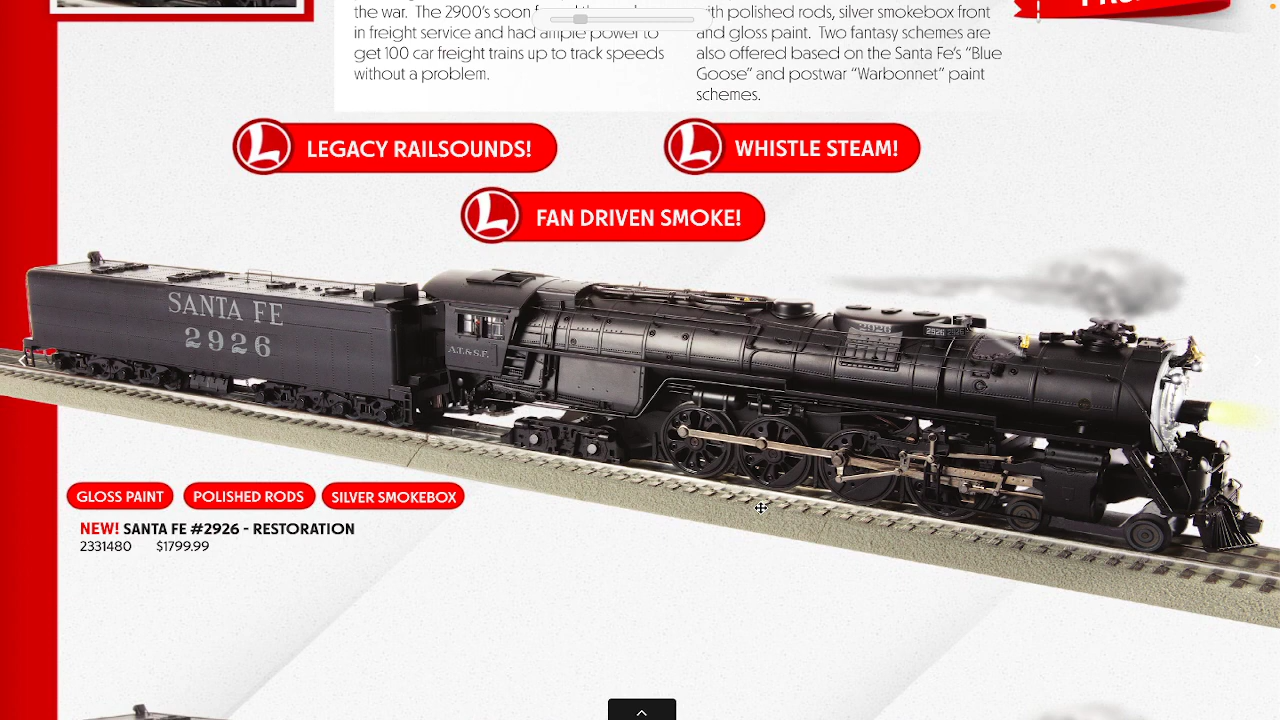 the war. The 2900's soon
in freight service and had ample power to
get 100 car freight trains up to track speeds
without a problem.
with polished rods, silver smokebox front
and gloss paint. Two fantasy schemes are
also offered based on the Santa Fe's "Blue
Goose" and postwar "Warbonnet" paint
schemes.
L LEGACY RAILSOUNDS!
L WHISTLE STEAM!
L FAN DRIVEN SMOKE!
SANTA FE
2926
A.T.& S.F.
2926
2926
GLOSS PAINT
POLISHED RODS
SILVER SMOKEBOX
NEW! SANTA FE #2926 - RESTORATION
2331480 $1799.99